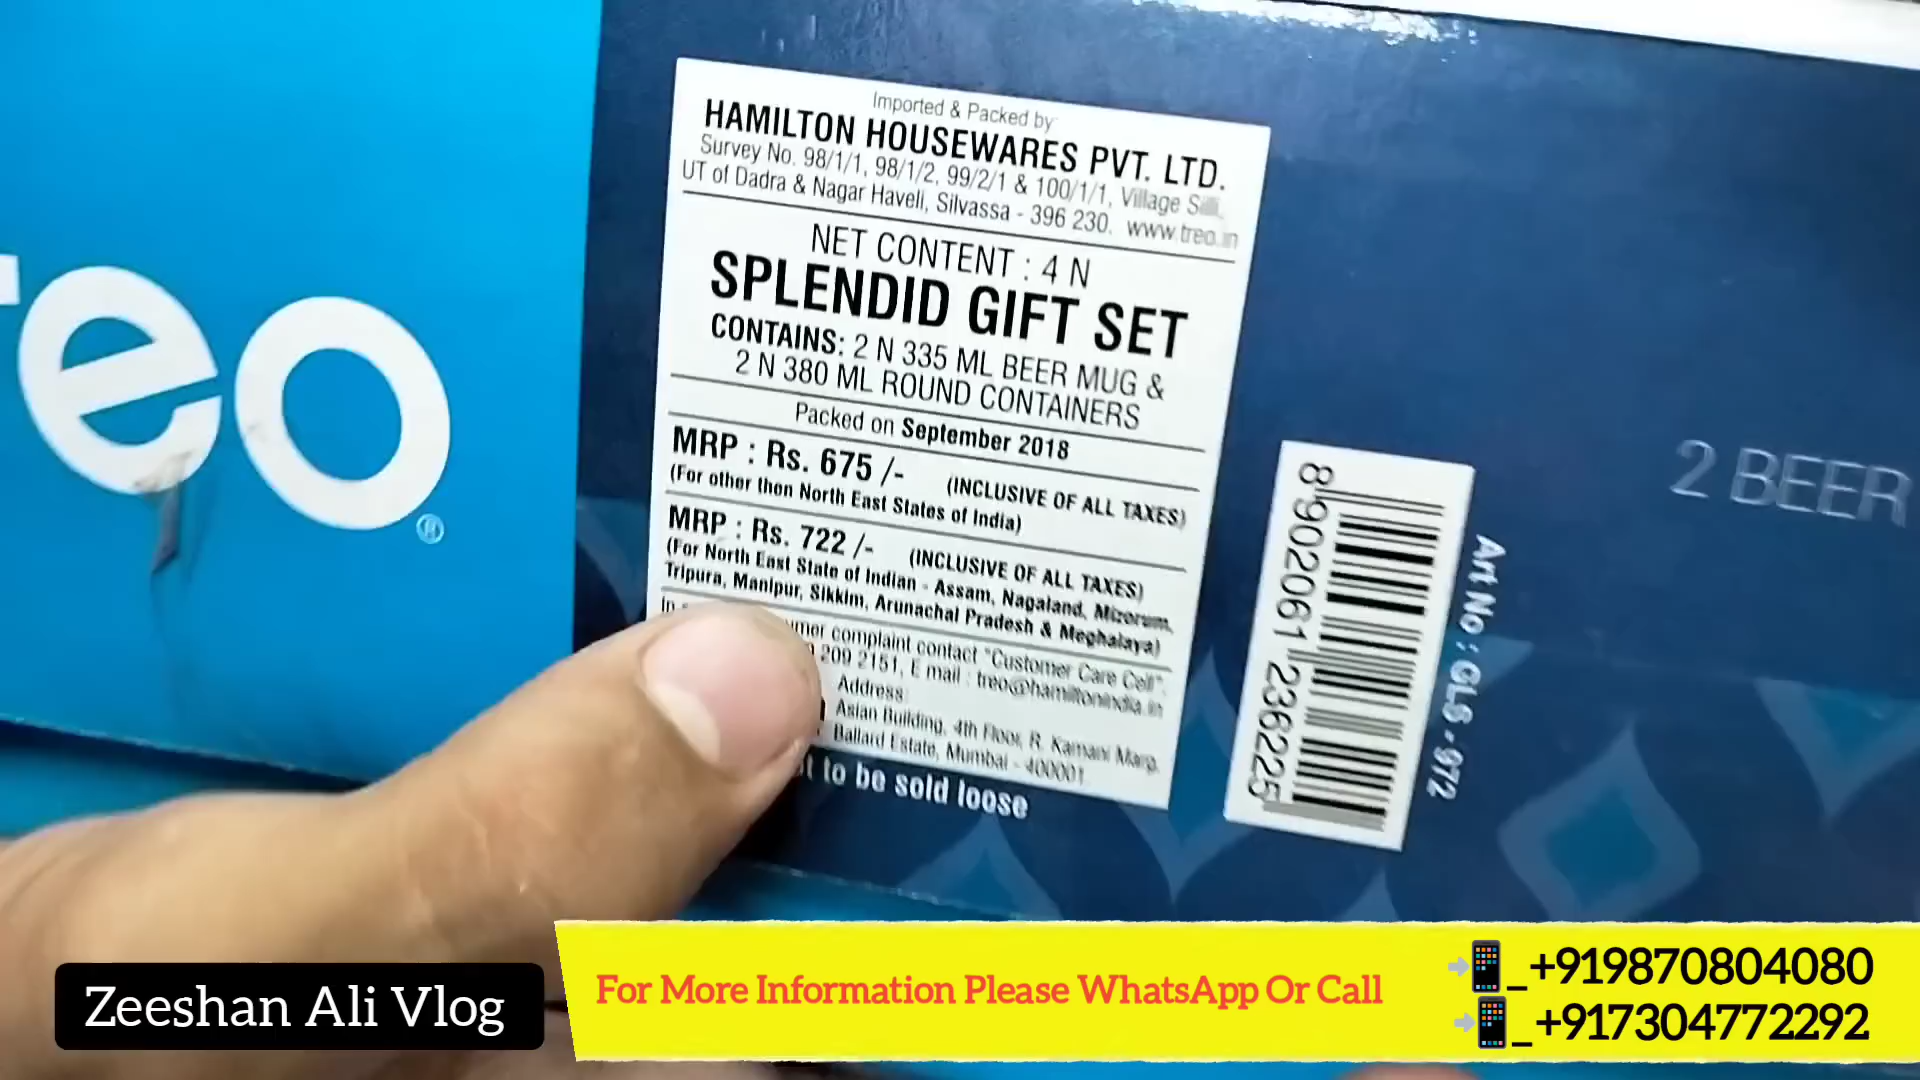 reo
®
Imported & Packed by
HAMILTON HOUSEWARES PVT. LTD.
Survey No. 98/1/1, 98/1/2, 99/2/1 & 100/1/1, Village
UT of Dadra & Nagar Haveli, Silvassa - 396 230. www.treo.in
NET CONTENT : 4 N
SPLENDID GIFT SET
CONTAINS: 2 N 335 ML BEER MUG &
2 N 380 ML ROUND CONTAINERS
Packed on September 2018
MRP : Rs. 675 /- (INCLUSIVE OF ALL TAXES)
(For other then North East States of India)
MRP : Rs. 722 /- (INCLUSIVE OF ALL TAXES)
(For North East State of Indian - Assam, Nagaland, Mizorum,
Tripura, Manipur, Sikkim, Arunachal Pradesh & Meghalaya)
complaint contact "Customer Care Cell".
209 2151, E mail : treo@hamiltonindia.in
Address:
Asian Building, 4th Floor, R. Kamani Marg,
Ballard Estate, Mumbai - 400001
to be sold loose
8902061 236225
Art No : GLS - 972
2 BEER
Zeeshan Ali Vlog
For More Information Please WhatsApp Or Call
_+919870804080
_+917304772292